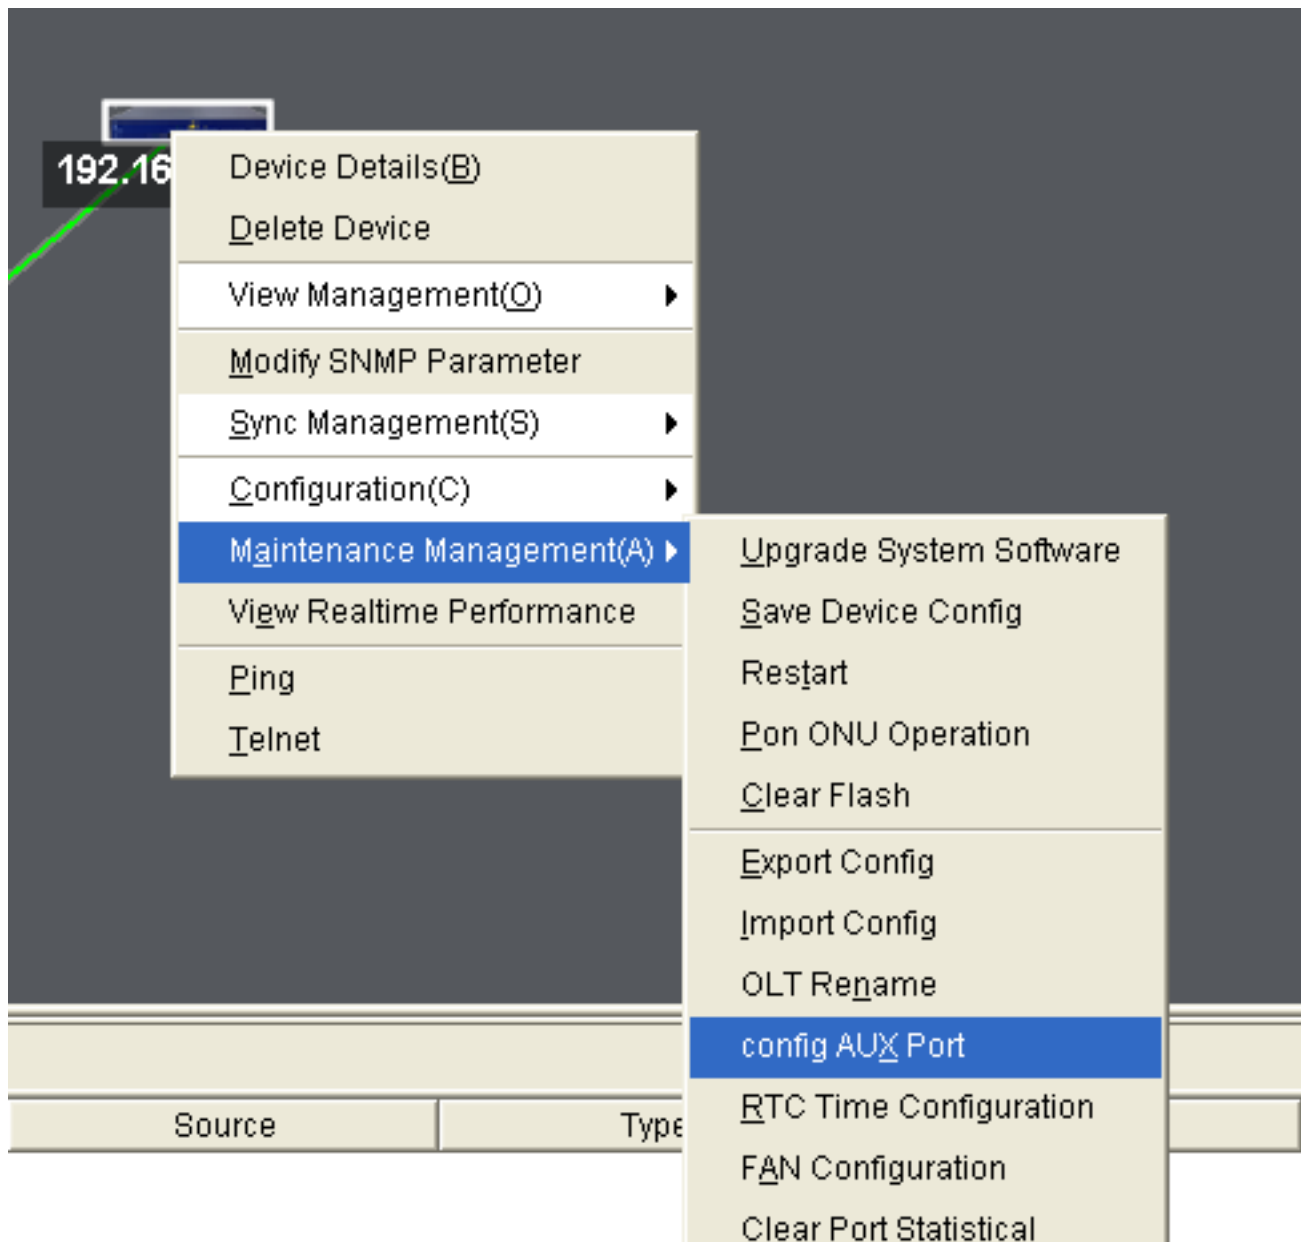 192.16
Device Details(B)
Delete Device
View Management(O)
Modify SNMP Parameter
Sync Management(S)
Configuration(C)
Maintenance Management(A)
View Realtime Performance
Ping
Telnet
Upgrade System Software
Save Device Config
Restart
Pon ONU Operation
Clear Flash
Export Config
Import Config
OLT Rename
config AUX Port
RTC Time Configuration
FAN Configuration
Clear Port Statistical
Source
Type